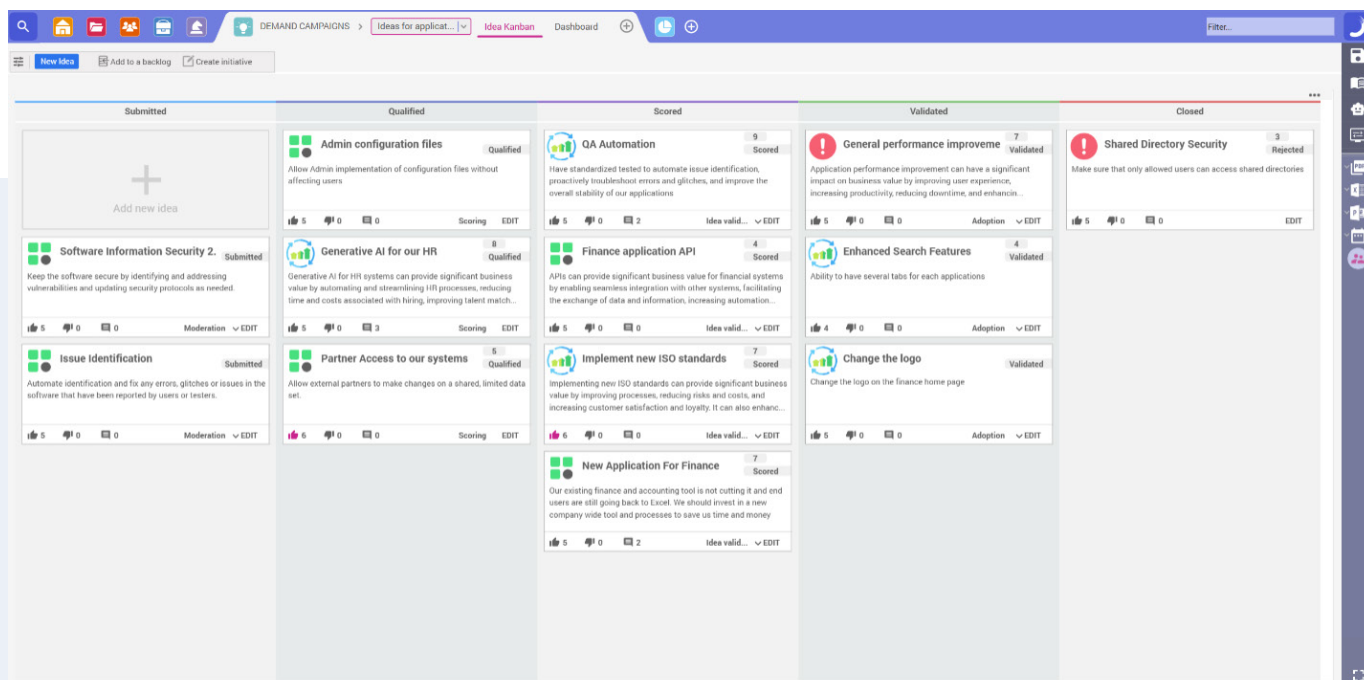 DEMAND CAMPAIGNS > Ideas for applicat... Idea Kanban Dashboard Filter...
New Idea Add to a backlog Create initiative
Submitted
Add new idea
Software Information Security 2.
Submitted
Keep the software secure by identifying and addressing
vulnerabilities and updating security protocols as needed.
5 0 0 Moderation EDIT
Issue Identification
Submitted
Automate identification and fix any errors, glitches or issues in the
software that have been reported by users or testers.
5 0 0 Moderation EDIT
Qualified
Admin configuration files
Qualified
Allow Admin implementation of configuration files without
affecting users
5 0 0 Scoring EDIT
Generative AI for our HR
8
Qualified
Generative AI for HR systems can provide significant business
value by automating and streamlining HR processes, reducing
time and costs associated with hiring, improving talent match...
5 0 3 Scoring EDIT
Partner Access to our systems
5
Qualified
Allow external partners to make changes on a shared, limited data
set.
6 0 0 Scoring EDIT
Scored
QA Automation
9
Scored
Have standardized tested to automate issue identification,
proactively troubleshoot errors and glitches, and improve the
overall stability of our applications
5 0 2 Idea valid... EDIT
Finance application API
4
Scored
APIs can provide significant business value for financial systems
by enabling seamless integration with other systems, facilitating
the exchange of data and information, increasing automation...
5 0 0 Idea valid... EDIT
Implement new ISO standards
7
Scored
Implementing new ISO standards can provide significant business
value by improving processes, reducing risks and costs, and
increasing customer satisfaction and loyalty. It can also enhanc...
6 0 0 Idea valid... EDIT
New Application For Finance
7
Scored
Our existing finance and accounting tool is not cutting it and end
users are still going back to Excel. We should invest in a new
company wide tool and processes to save us time and money
5 0 2 Idea valid... EDIT
Validated
General performance improveme
7
Validated
Application performance improvement can have a significant
impact on business value by improving user experience,
increasing productivity, reducing downtime, and enhancin...
5 0 0 Adoption EDIT
Enhanced Search Features
4
Validated
Ability to have several tabs for each applications
4 0 0 Adoption EDIT
Change the logo
Validated
Change the logo on the finance home page
5 0 0 Adoption EDIT
Closed
Shared Directory Security
3
Rejected
Make sure that only allowed users can access shared directories
5 0 0 EDIT